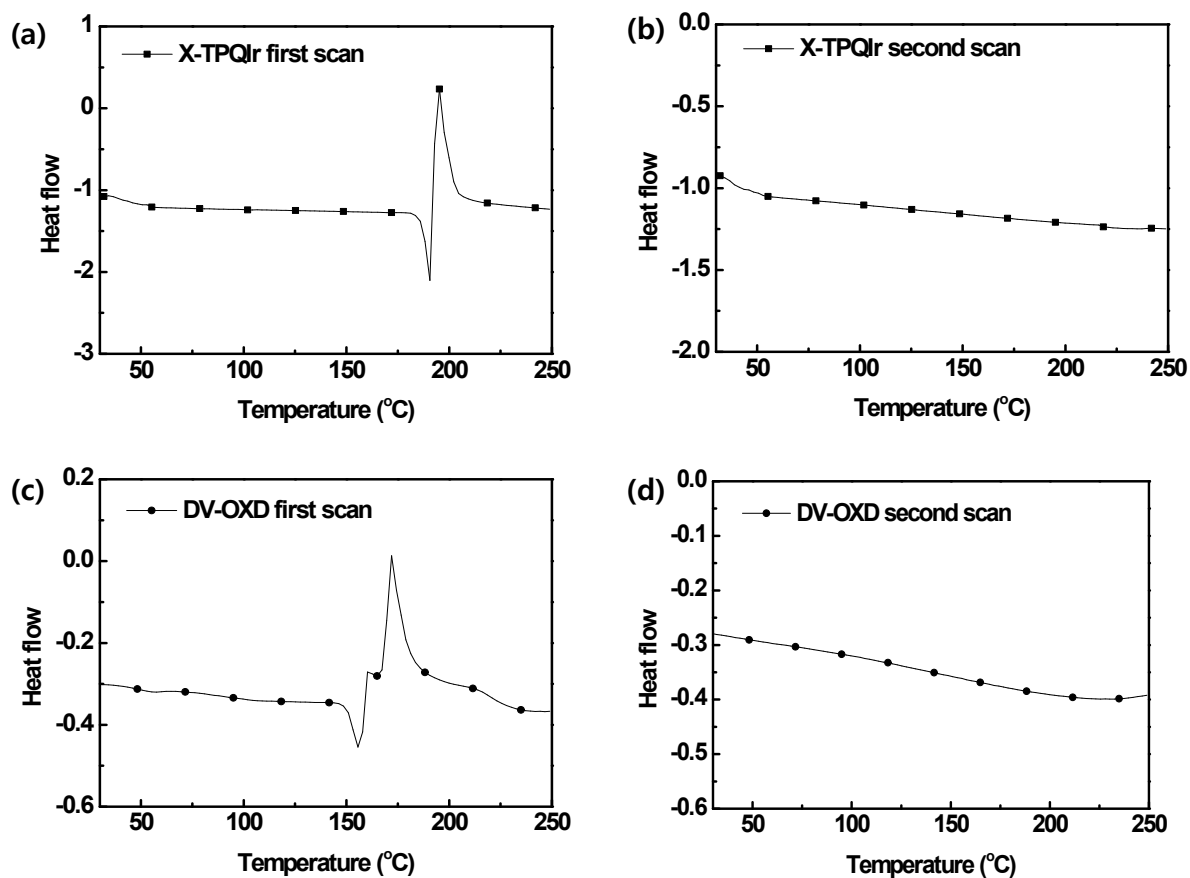 (a)
X-TPQIr first scan
1
0
-1
-2
-3
Heat flow
50 100 150 200 250
Temperature (°C)
(b)
X-TPQIr second scan
0.0
-0.5
-1.0
-1.5
-2.0
Heat flow
50 100 150 200 250
Temperature (°C)
(c)
DV-OXD first scan
0.2
0.0
-0.2
-0.4
-0.6
Heat flow
50 100 150 200 250
Temperature (°C)
(d)
DV-OXD second scan
0.0
-0.1
-0.2
-0.3
-0.4
-0.5
-0.6
Heat flow
50 100 150 200 250
Temperature (°C)